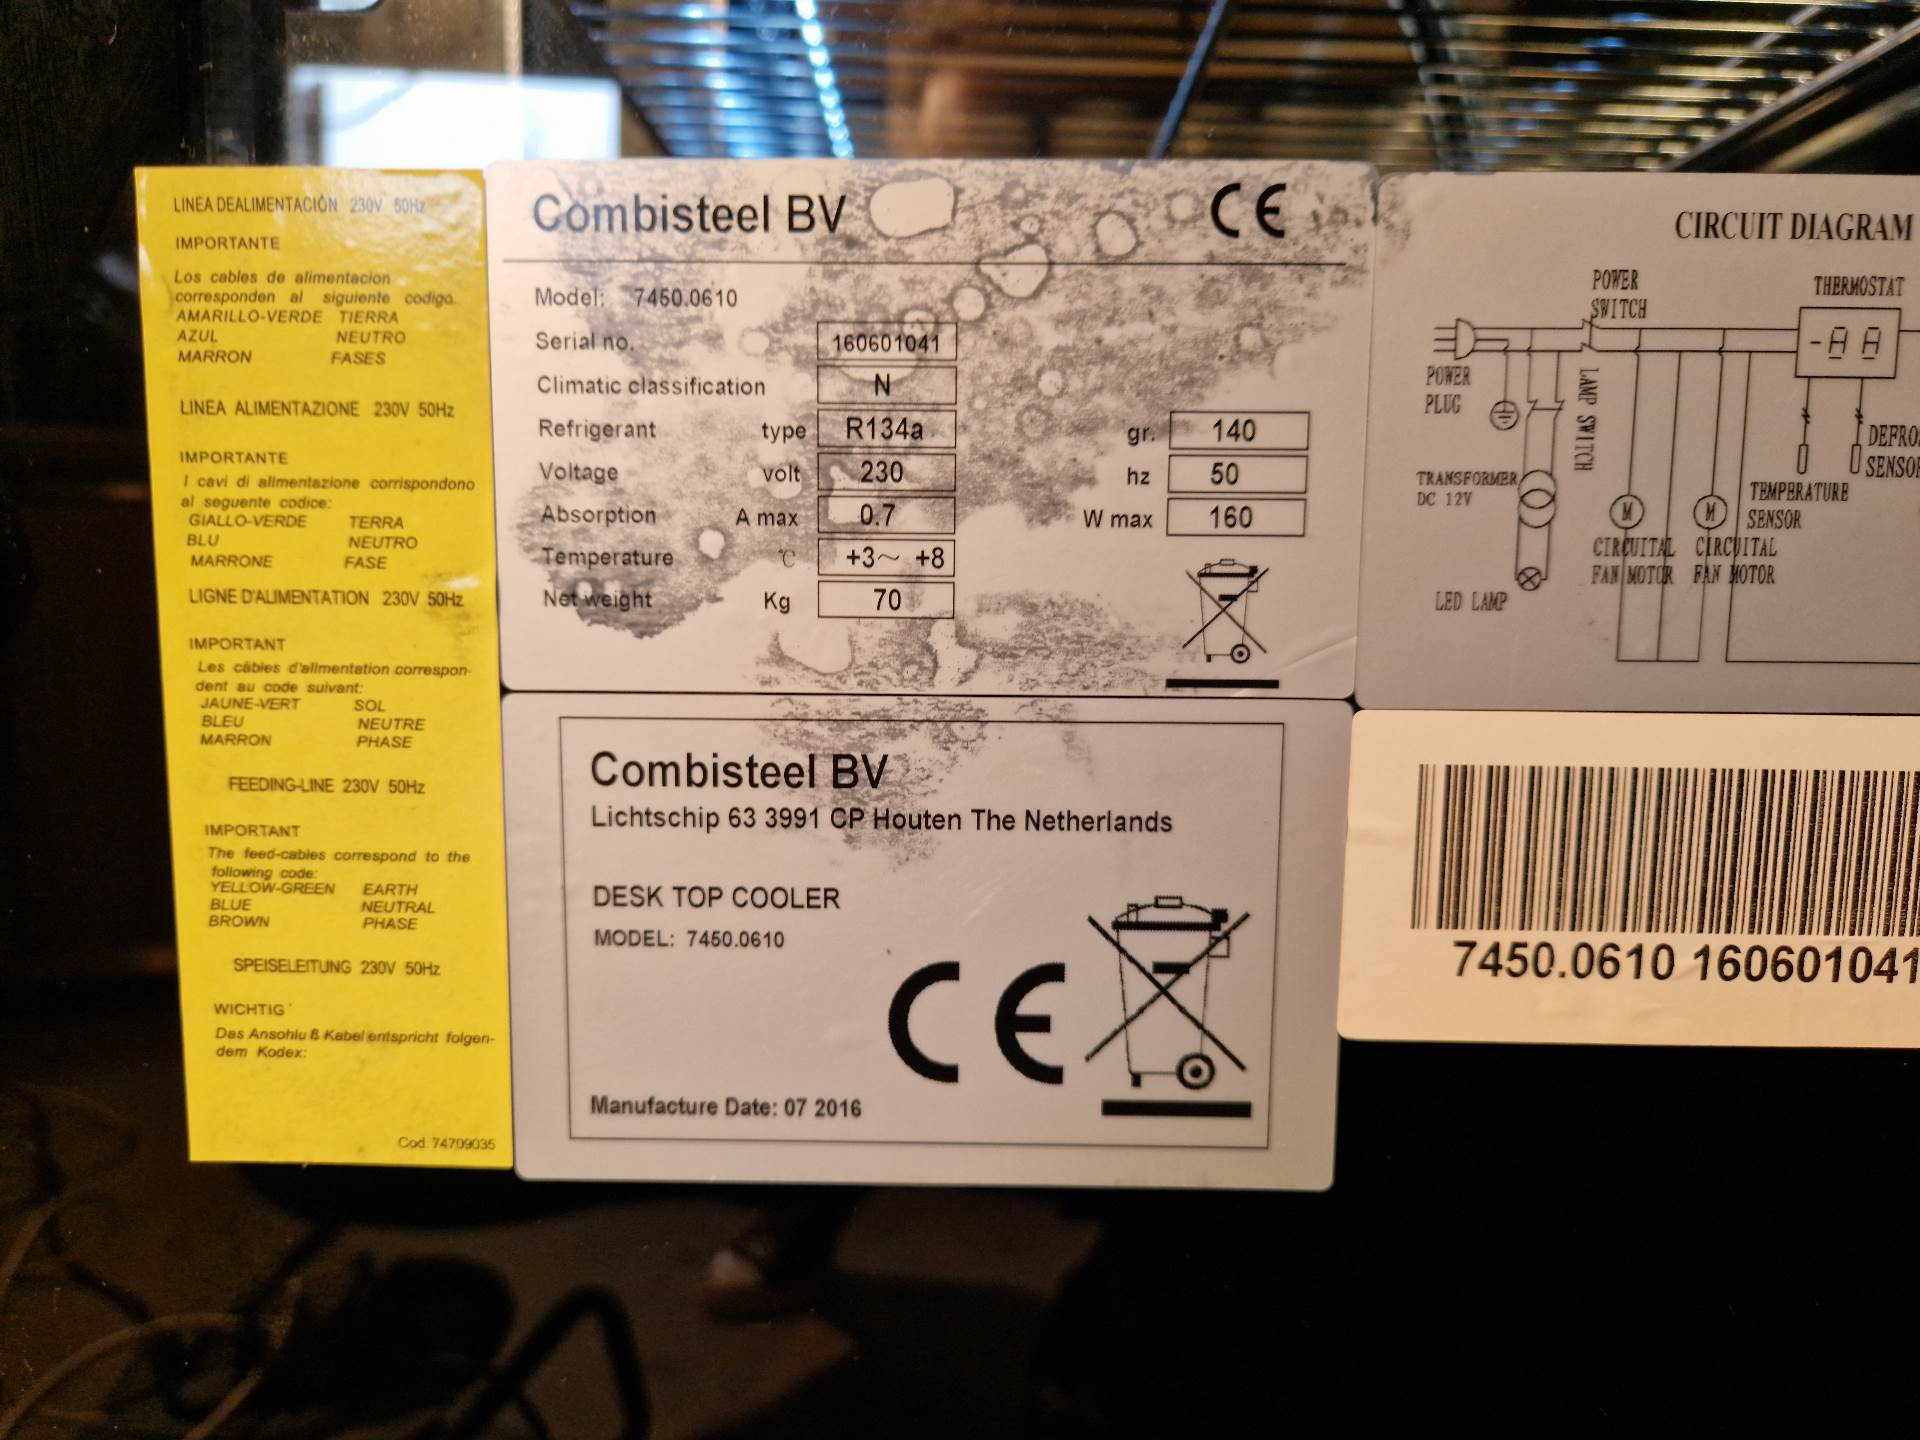 LINEA DEALIMENTACIÓN 230V 50Hz
IMPORTANTE
Los cables de alimentacion
corresponden al siguiente codigo.
AMARILLO-VERDE TIERRA
AZUL NEUTRO
MARRON FASES
LINEA ALIMENTAZIONE 230V 50Hz
IMPORTANTE
I cavi di alimentazione corrispondono
al seguente codice:
GIALLO-VERDE TERRA
BLU NEUTRO
MARRONE FASE
LIGNE D'ALIMENTATION 230V 50Hz
IMPORTANT
Les câbles d'alimentation correspon-
dent au code suivant:
JAUNE-VERT SOL
BLEU NEUTRE
MARRON PHASE
FEEDING-LINE 230V 50Hz
IMPORTANT
The feed-cables correspond to the
following code:
YELLOW-GREEN EARTH
BLUE NEUTRAL
BROWN PHASE
SPEISELEITUNG 230V 50Hz
WICHTIG
Das Ansohlu ß Kabel entspricht folgen-
dem Kodex:
Cod. 74709035
Combisteel BV CE
Model: 7450.0610
Serial no. 160601041
Climatic classification N
Refrigerant type R134a gr. 140
Voltage volt 230 hz 50
Absorption A max 0.7 W max 160
Temperature ℃ +3～ +8
Net weight Kg 70
Combisteel BV
Lichtschip 63 3991 CP Houten The Netherlands
DESK TOP COOLER
MODEL: 7450.0610
CE
Manufacture Date: 07 2016
CIRCUIT DIAGRAM
POWER
SWITCH
THERMOSTAT
POWER
PLUG
LAMP SWITCH
TRANSFORMER
DC 12V
LED LAMP
M
CIRCUITAL
FAN MOTOR
M
CIRCUITAL
FAN MOTOR
TEMPERATURE
SENSOR
DEFRO
SENSO
7450.0610 160601041